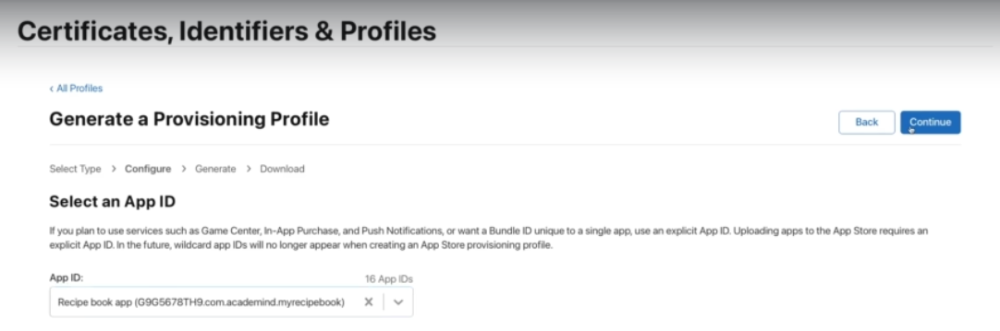 Certificates, Identifiers & Profiles
‹ All Profiles
Generate a Provisioning Profile
Back
Continue
Select Type > Configure > Generate > Download
Select an App ID
If you plan to use services such as Game Center, In-App Purchase, and Push Notifications, or want a Bundle ID unique to a single app, use an explicit App ID. Uploading apps to the App Store requires an
explicit App ID. In the future, wildcard app IDs will no longer appear when creating an App Store provisioning profile.
App ID:
16 App IDs
Recipe book app (G9G5678TH9.com.academind.myrecipebook)